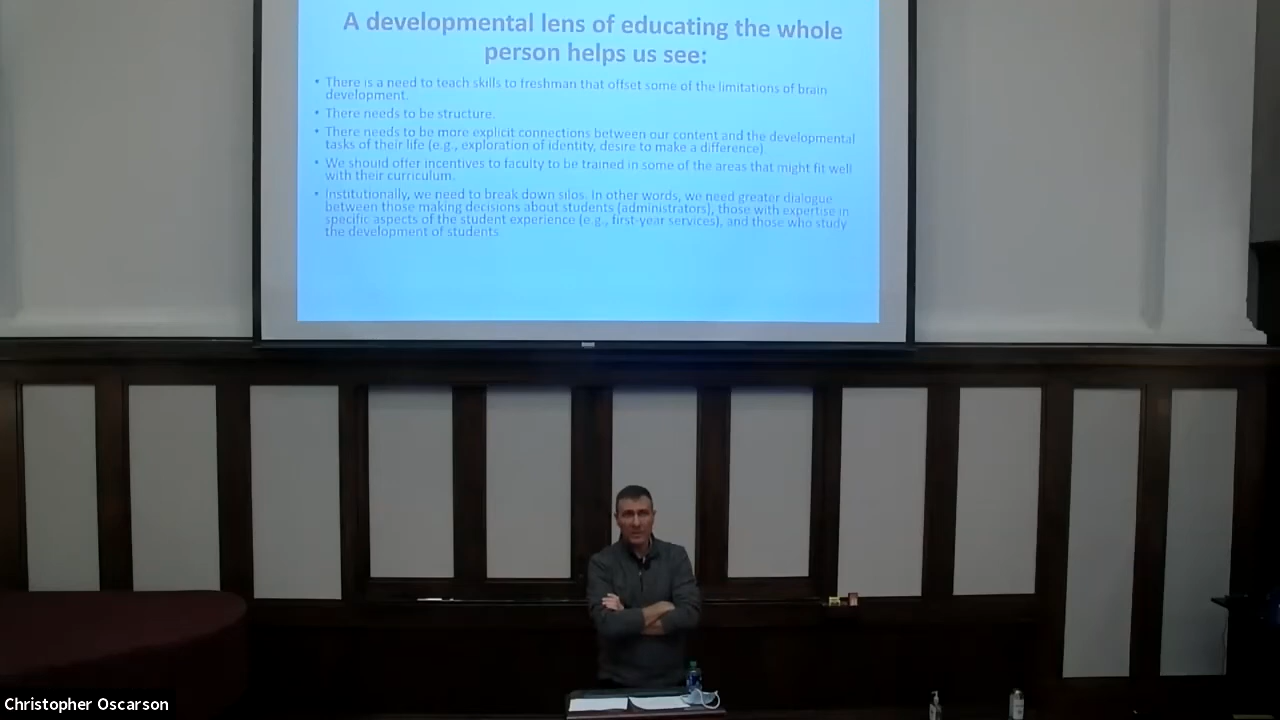 A developmental lens of educating the whole
person helps us see:
• There is a need to teach skills to freshman that offset some of the limitations of brain
development.
• There needs to be structure.
• There needs to be more explicit connections between our content and the developmental
tasks of their life (e.g., exploration of identity, desire to make a difference)
• We should offer incentives to faculty to be trained in some of the areas that might fit well
with their curriculum.
• Institutionally, we need to break down silos. In other words, we need greater dialogue
between those making decisions about students (administrators), those with expertise in
specific aspects of the student experience (e.g., first-year services), and those who study
the development of students.
Christopher Oscarson